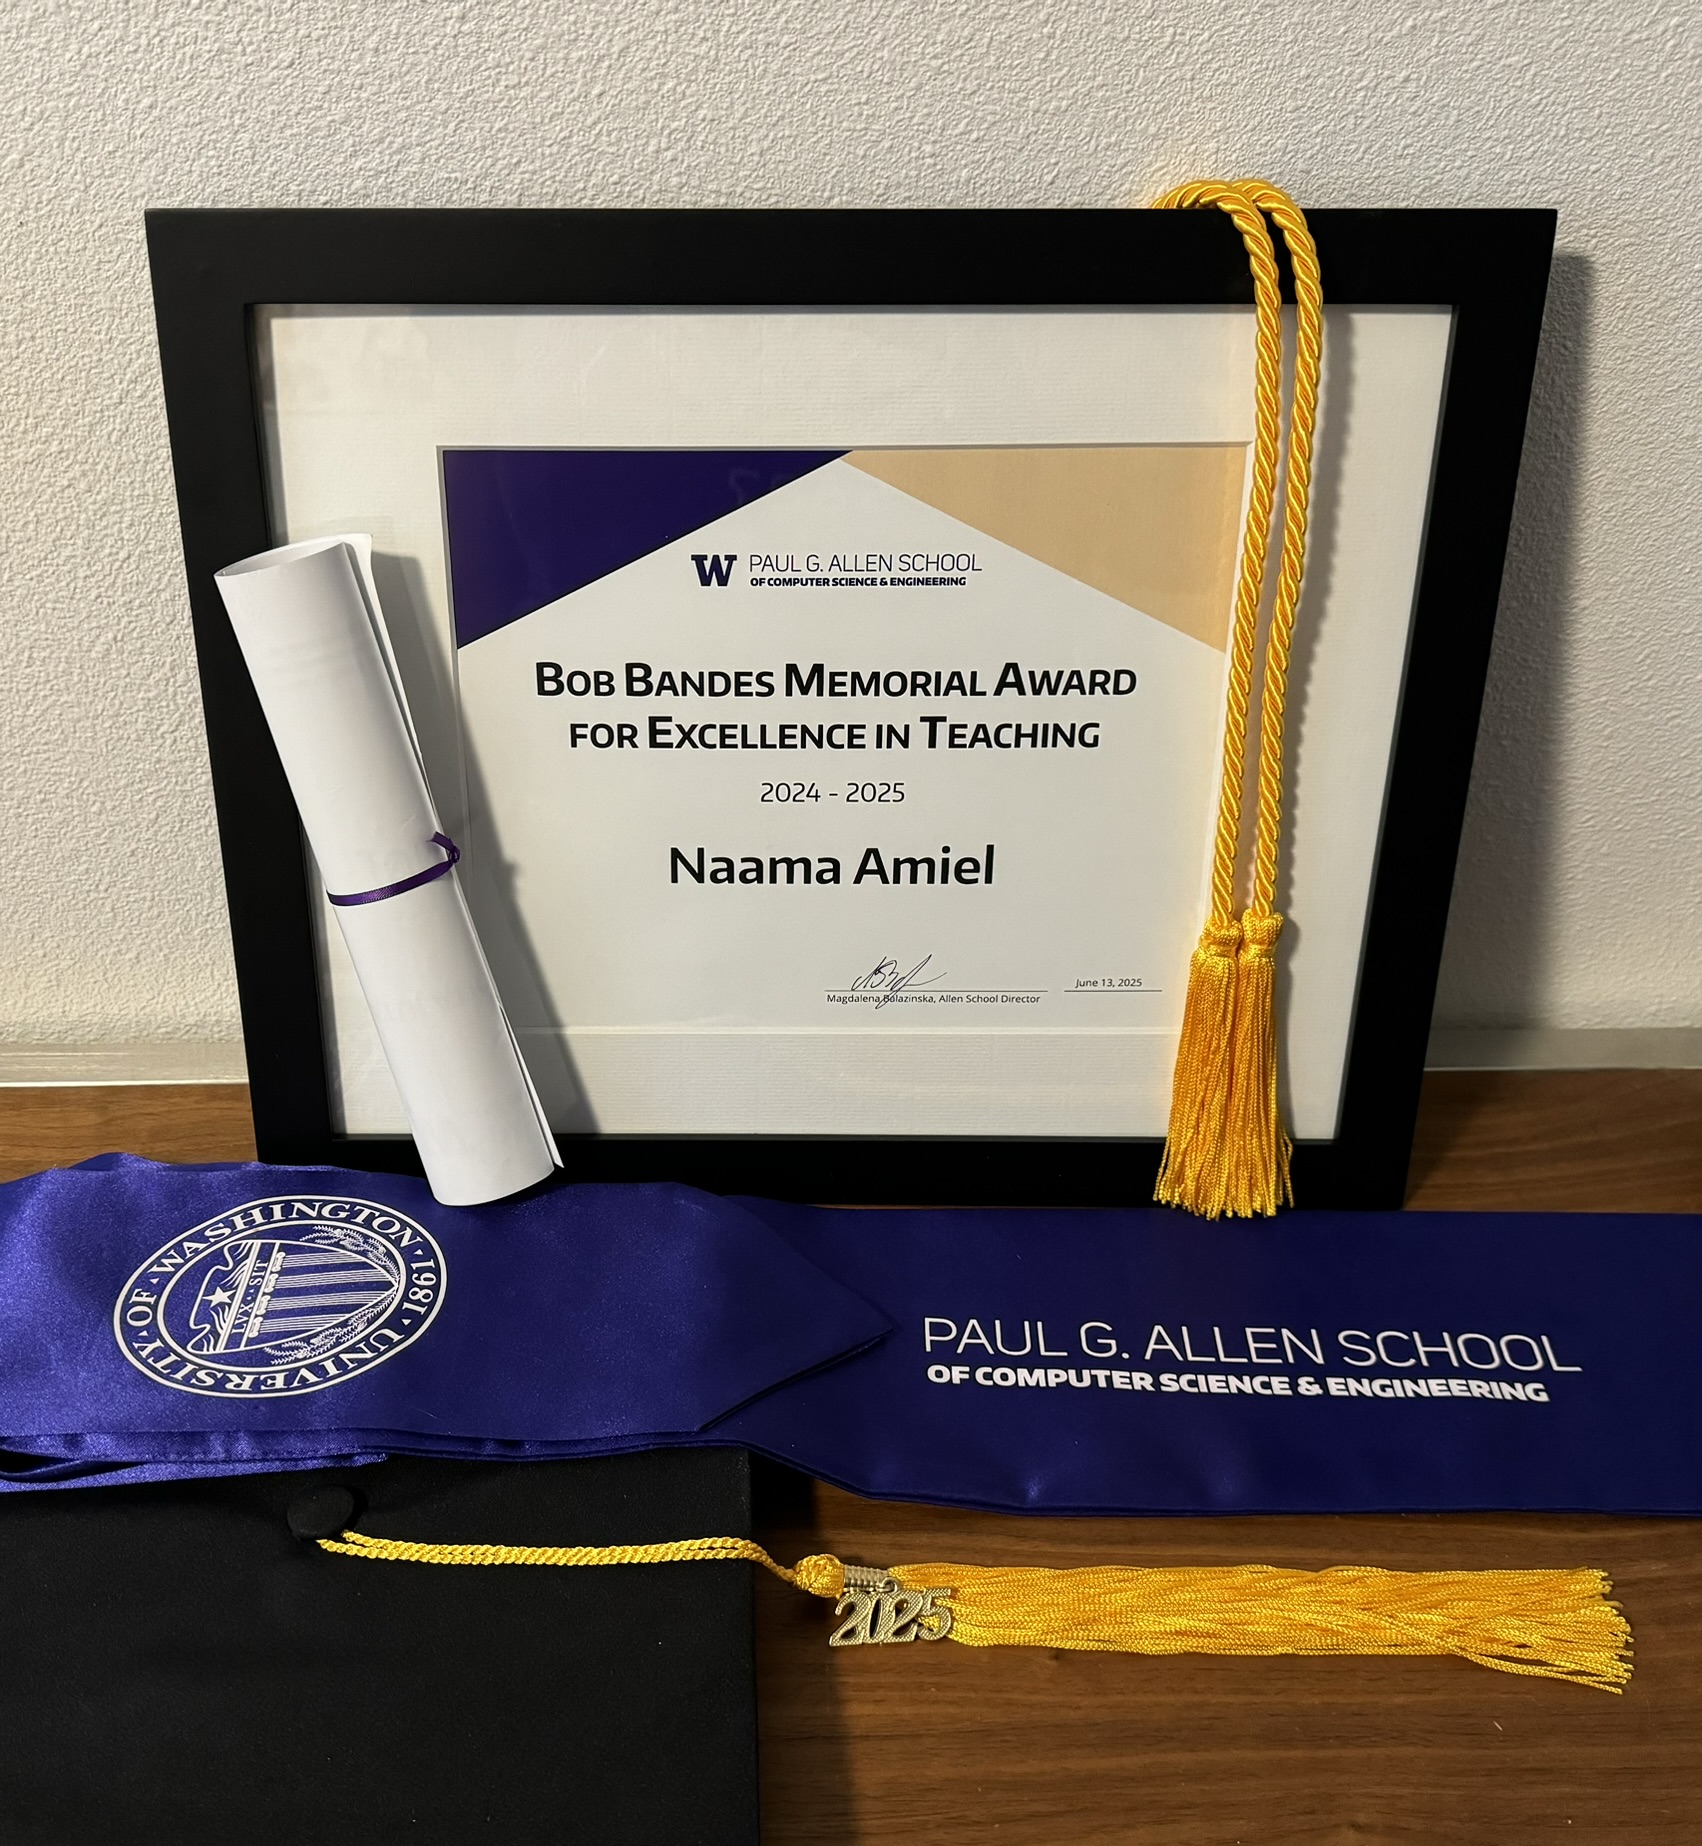 W PAUL G. ALLEN SCHOOL
OF COMPUTER SCIENCE & ENGINEERING
BOB BANDES MEMORIAL AWARD
FOR EXCELLENCE IN TEACHING
2024 - 2025
Naama Amiel
Magdalena Balazinska, Allen School Director
June 13, 2025
UNIVERSITY OF WASHINGTON 1861
LVX SIT
PAUL G. ALLEN SCHOOL
OF COMPUTER SCIENCE & ENGINEERING
2025